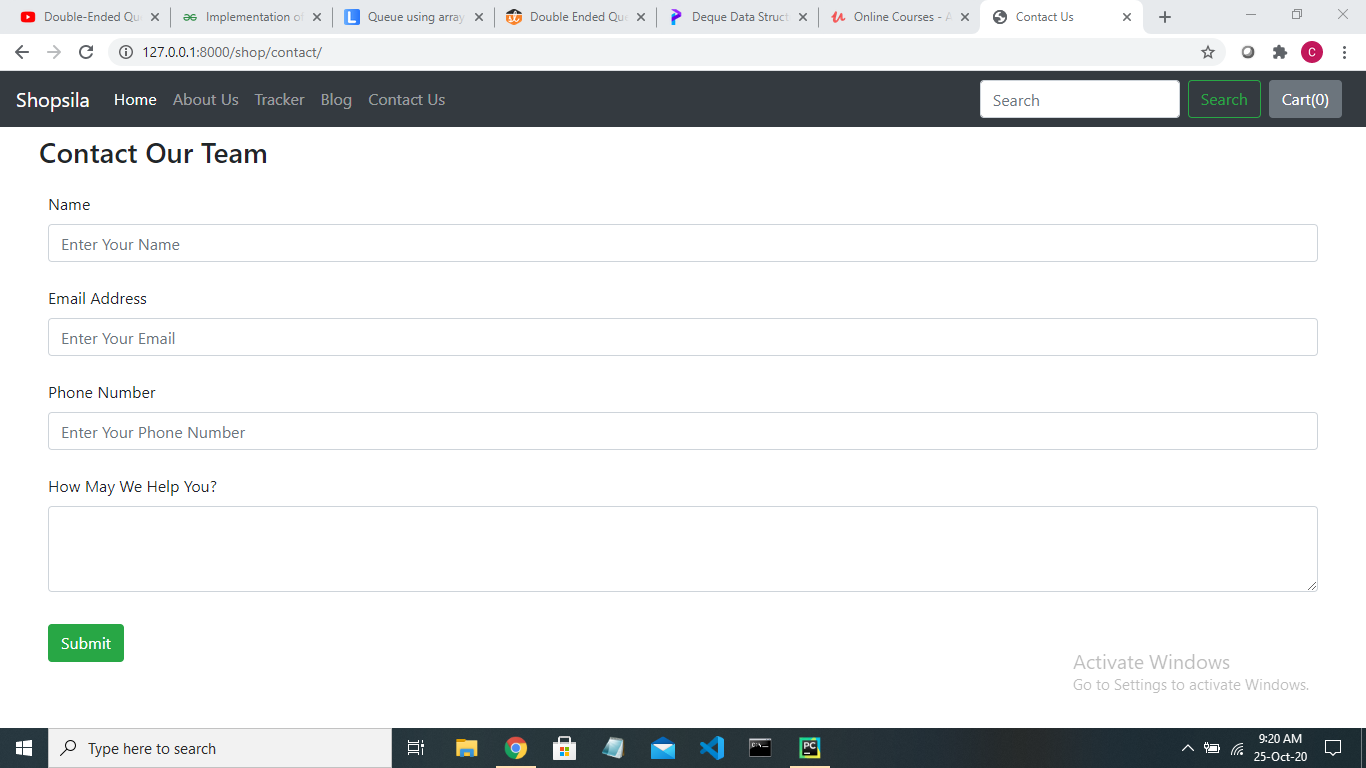 Double-Ended Qu
Implementation o
Queue using array
Double Ended Qu
Deque Data Struct
Online Courses - A
Contact Us
127.0.0.1:8000/shop/contact/
C
Shopsila Home About Us Tracker Blog Contact Us Search Search Cart(0)
Contact Our Team
Name
Enter Your Name
Email Address
Enter Your Email
Phone Number
Enter Your Phone Number
How May We Help You?
Submit
Activate Windows
Go to Settings to activate Windows.
Type here to search
PC
9:20 AM
25-Oct-20